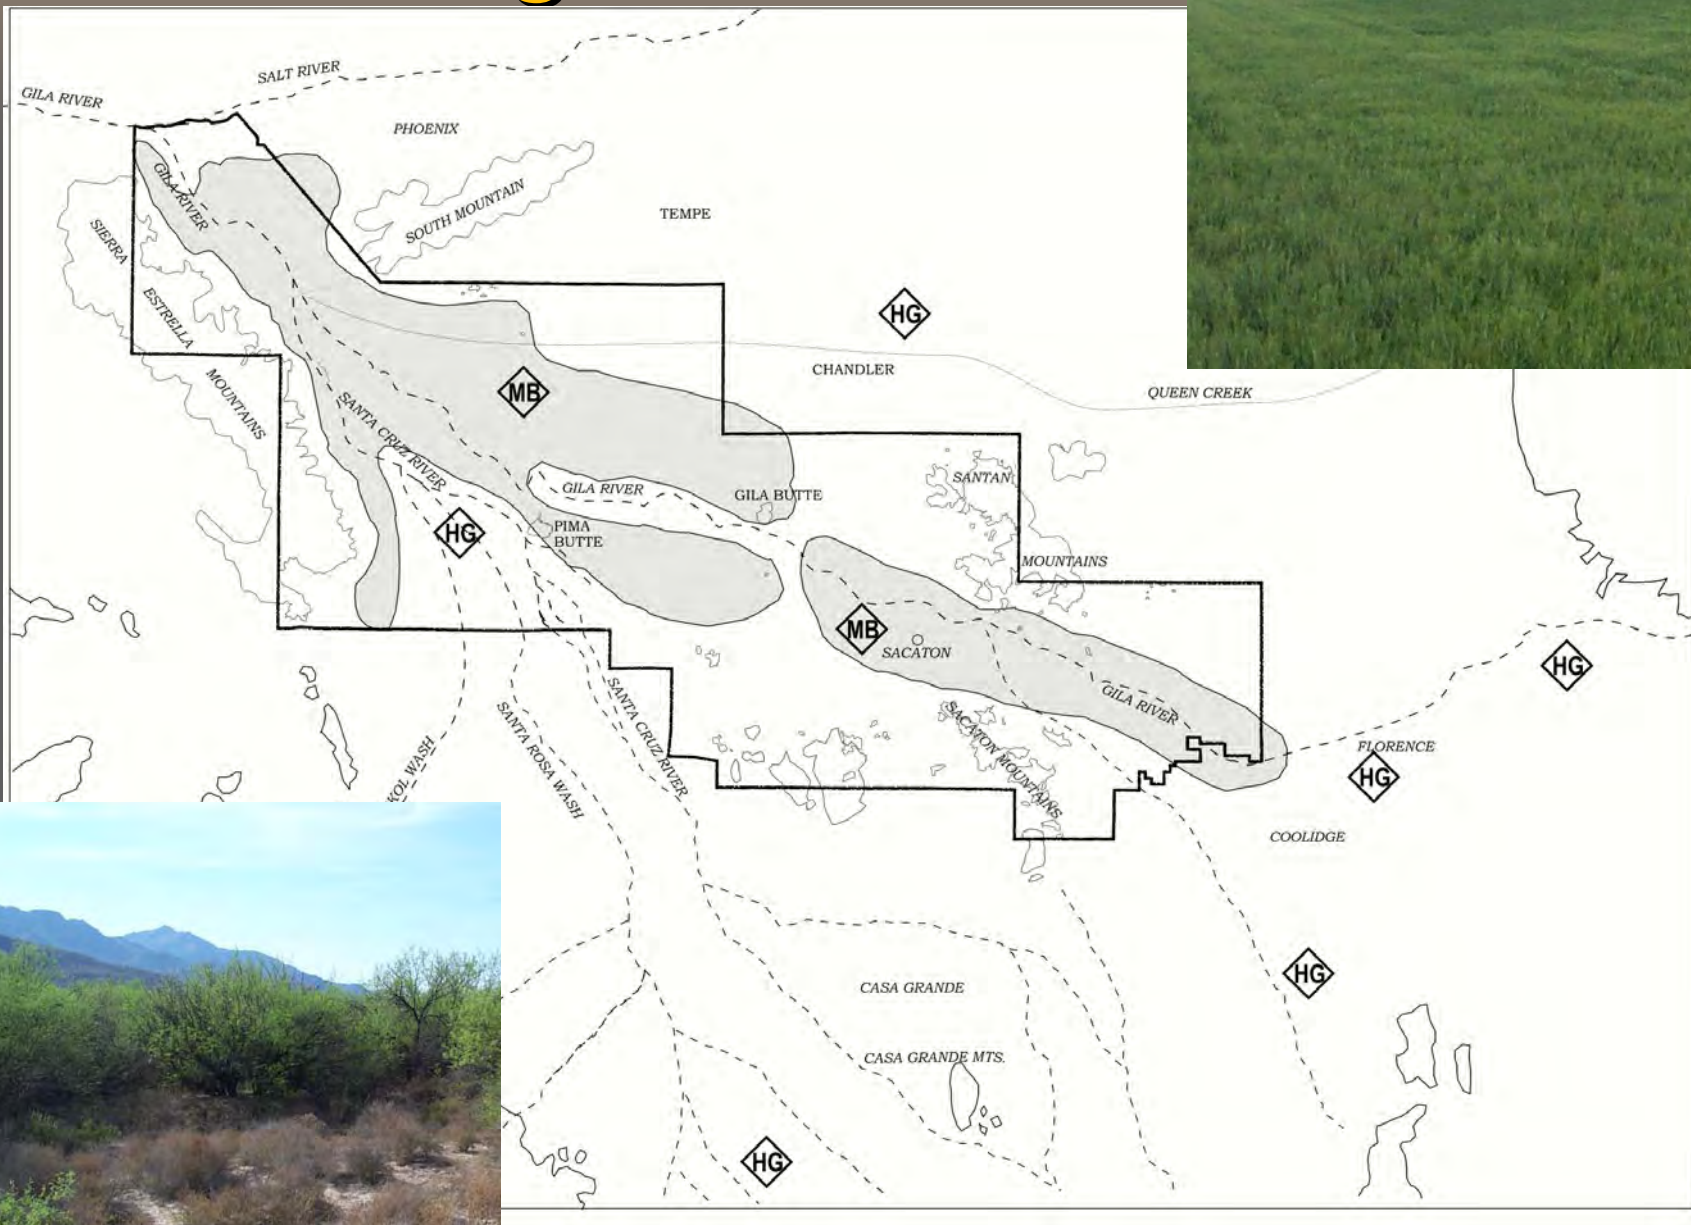 SALT RIVER
GILA RIVER
PHOENIX
GILA RIVER
SOUTH MOUNTAIN
TEMPE
SIERRA
ESTRELLA
MOUNTAINS
HG
CHANDLER
MB
QUEEN CREEK
SANTA CRUZ RIVER
SANTAN
MOUNTAINS
GILA RIVER
GILA BUTTE
HG
PIMA
BUTTE
MB
SACATON
HG
GILA RIVER
SANTA CRUZ RIVER
SANTA ROSA WASH
SACATON MOUNTAINS
KOL WASH
FLORENCE
HG
COOLIDGE
HG
CASA GRANDE
CASA GRANDE MTS.
HG